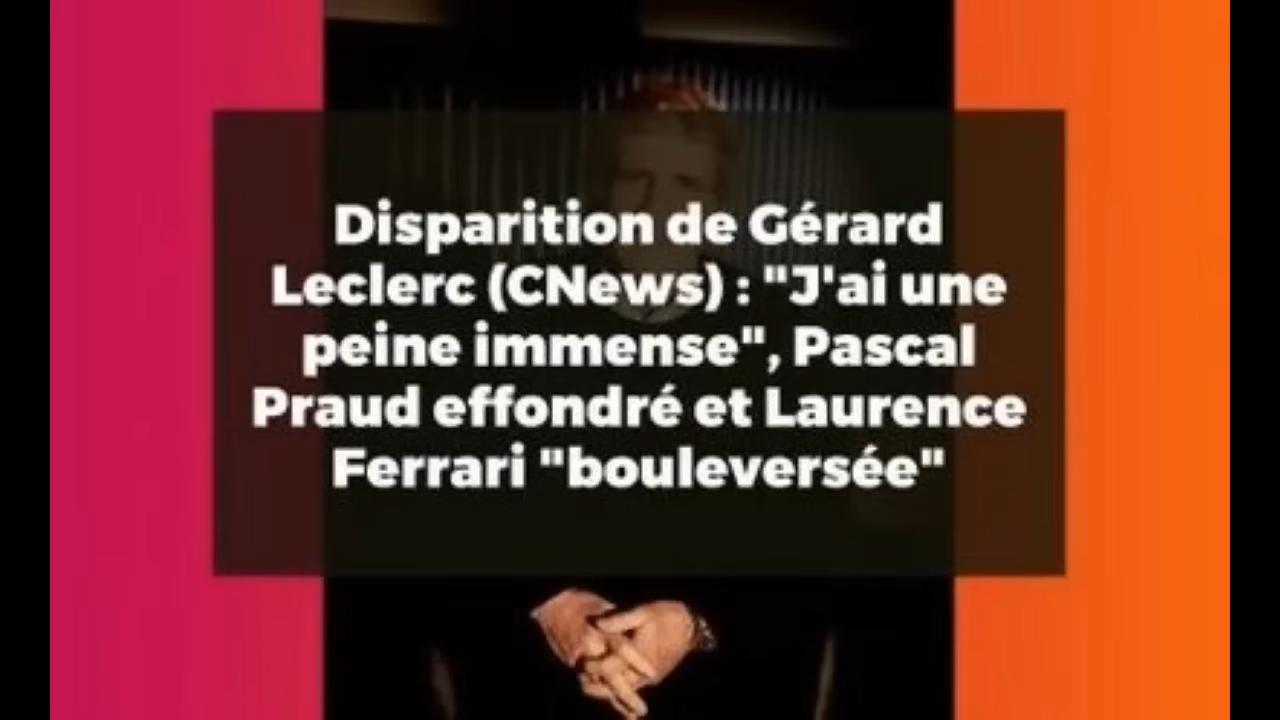 Disparition de Gérard
Leclerc (CNews) : "J'ai une
peine immense", Pascal
Praud effondré et Laurence
Ferrari "bouleversée"